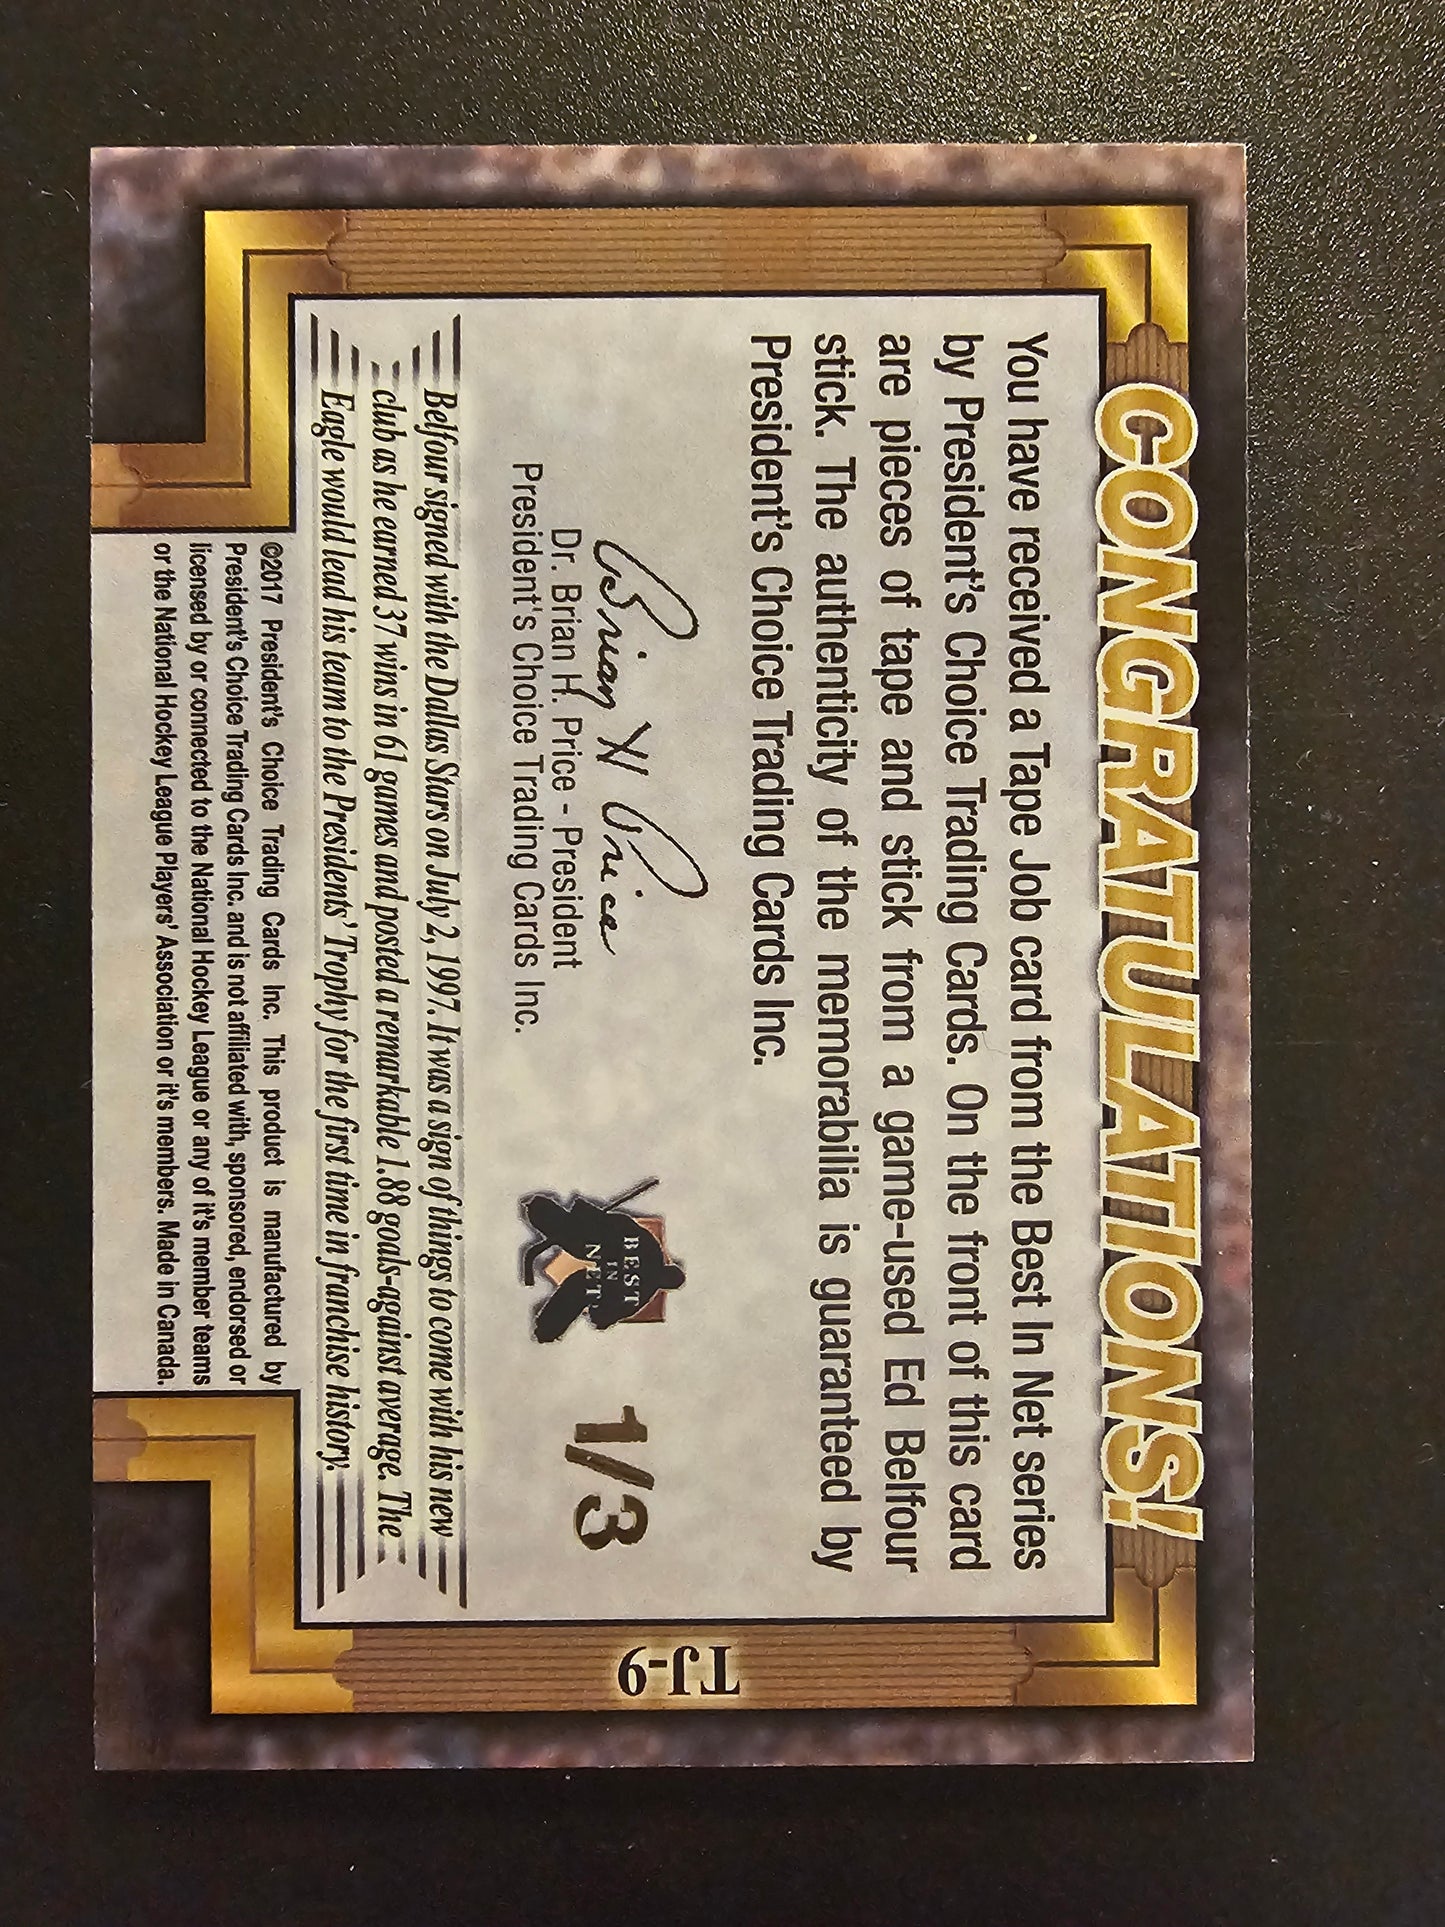 CONGRATULATIONS!
You have received a Tape Job card from the Best In Net series
by President's Choice Trading Cards. On the front of this card
are pieces of tape and stick from a game-used Ed Belfour
stick. The authenticity of the memorabilia is guaranteed by
President's Choice Trading Cards Inc.
Brian H Price
Dr. Brian H. Price - President
President's Choice Trading Cards Inc.
BEST
IN
NET
1/3
Belfour signed with the Dallas Stars on July 2, 1997. It was a sign of things to come with his new
club as he earned 37 wins in 61 games and posted a remarkable 1.88 goals-against average. The
Eagle would lead his team to the Presidents' Trophy for the first time in franchise history.
©2017 President's Choice Trading Cards Inc. This product is manufactured by
President's Choice Trading Cards Inc. and is not affiliated with, sponsored, endorsed or
licensed by or connected to the National Hockey League or any of it's member teams
or the National Hockey League Players' Association or it's members. Made in Canada.
TJ-9